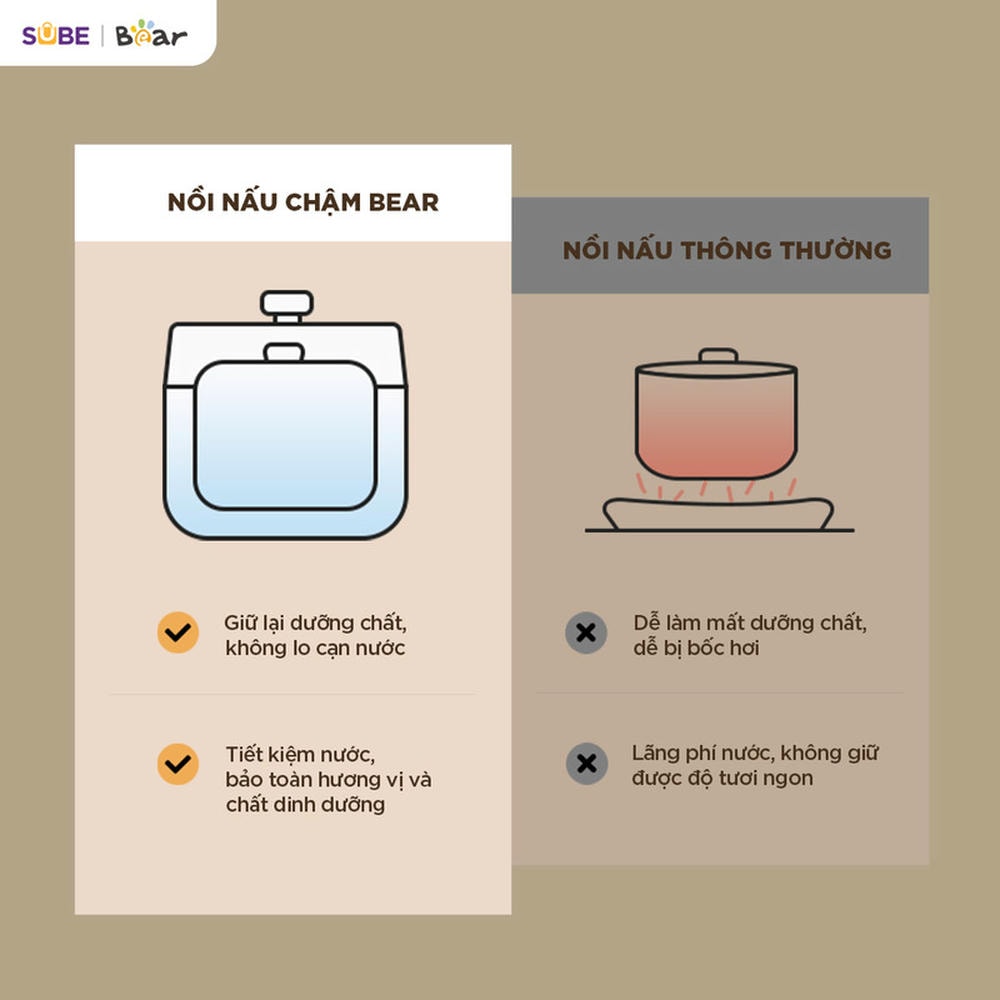 SUBE | Bear
NỒI NẤU CHẬM BEAR
Giữ lại dưỡng chất,
không lo cạn nước
Tiết kiệm nước,
bảo toàn hương vị và
chất dinh dưỡng
NỒI NẤU THÔNG THƯỜNG
Dễ làm mất dưỡng chất,
dễ bị bốc hơi
Lãng phí nước, không giữ
được độ tươi ngon